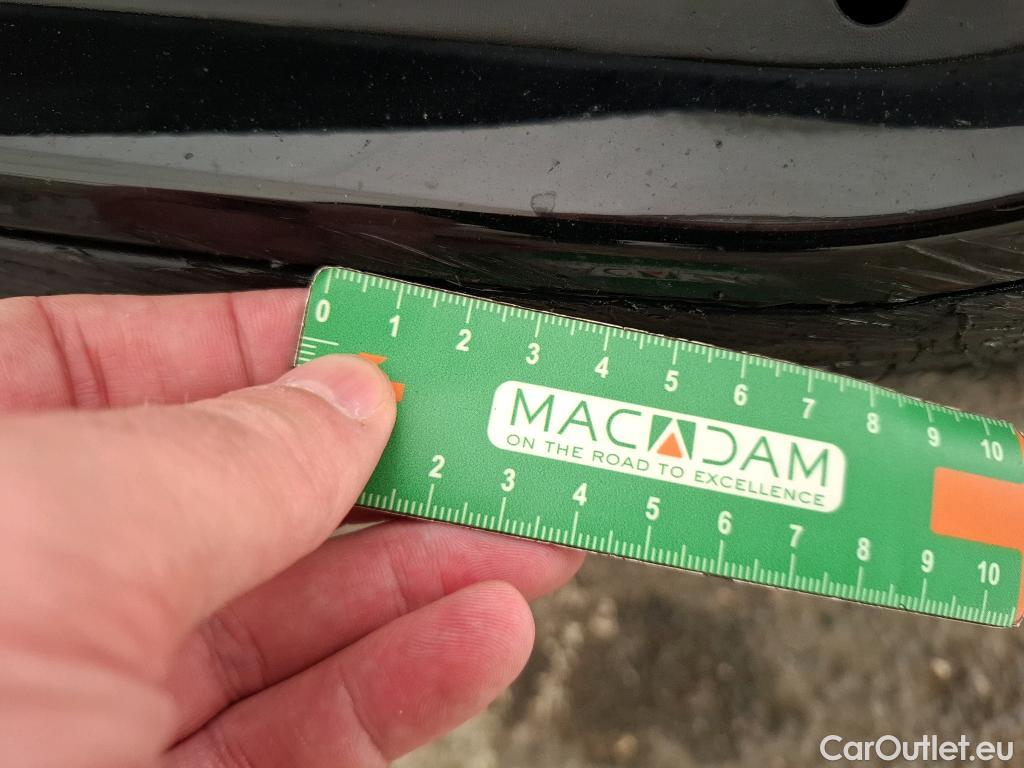 0 1 2 3 4 5 6 7 8 9 10
MACADAM
ON THE ROAD TO EXCELLENCE
2 3 4 5 6 7 8 9 10
CarOutlet.eu